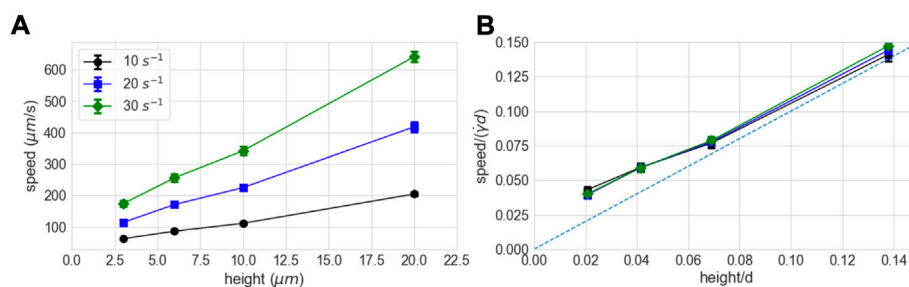 A
speed (μm/s)
600
500
400
300
200
100
10 s⁻¹
20 s⁻¹
30 s⁻¹
0.0 2.5 5.0 7.5 10.0 12.5 15.0 17.5 20.0 22.5
height (μm)
B
speed/(γ̇d)
0.150
0.125
0.100
0.075
0.050
0.025
0.000
0.00 0.02 0.04 0.06 0.08 0.10 0.12 0.14
height/d